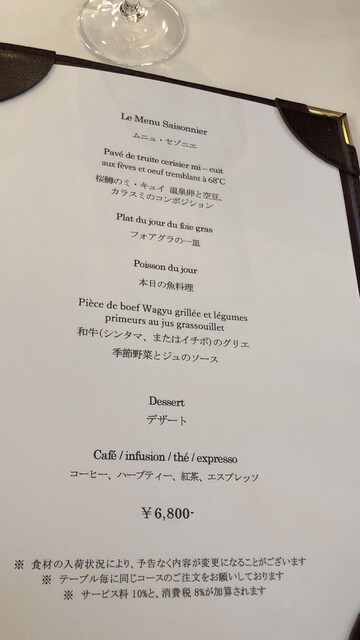 Le Menu Saisonnier
ムニュ・セゾニエ
Pavé de truite cerisier mi – cuit
aux fèves et oeuf tremblant à 68℃
桜鱒のミ・キュイ 温泉卵と空豆、
カラスミのコンポジション
Plat du jour du foie gras
フォアグラの一皿
Poisson du jour
本日の魚料理
Pièce de boef Wagyu grillée et légumes
primeurs au jus grassouillet
和牛(シンタマ、またはイチボ)のグリエ
季節野菜とジュのソース
Dessert
デザート
Café / infusion / thé / expresso
コーヒー、ハーブティー、紅茶、エスプレッソ
￥6,800-
※ 食材の入荷状況により、予告なく内容が変更になることがございます
※ テーブル毎に同じコースのご注文をお願いしております
※ サービス料 10%と、消費税 8%が加算されます